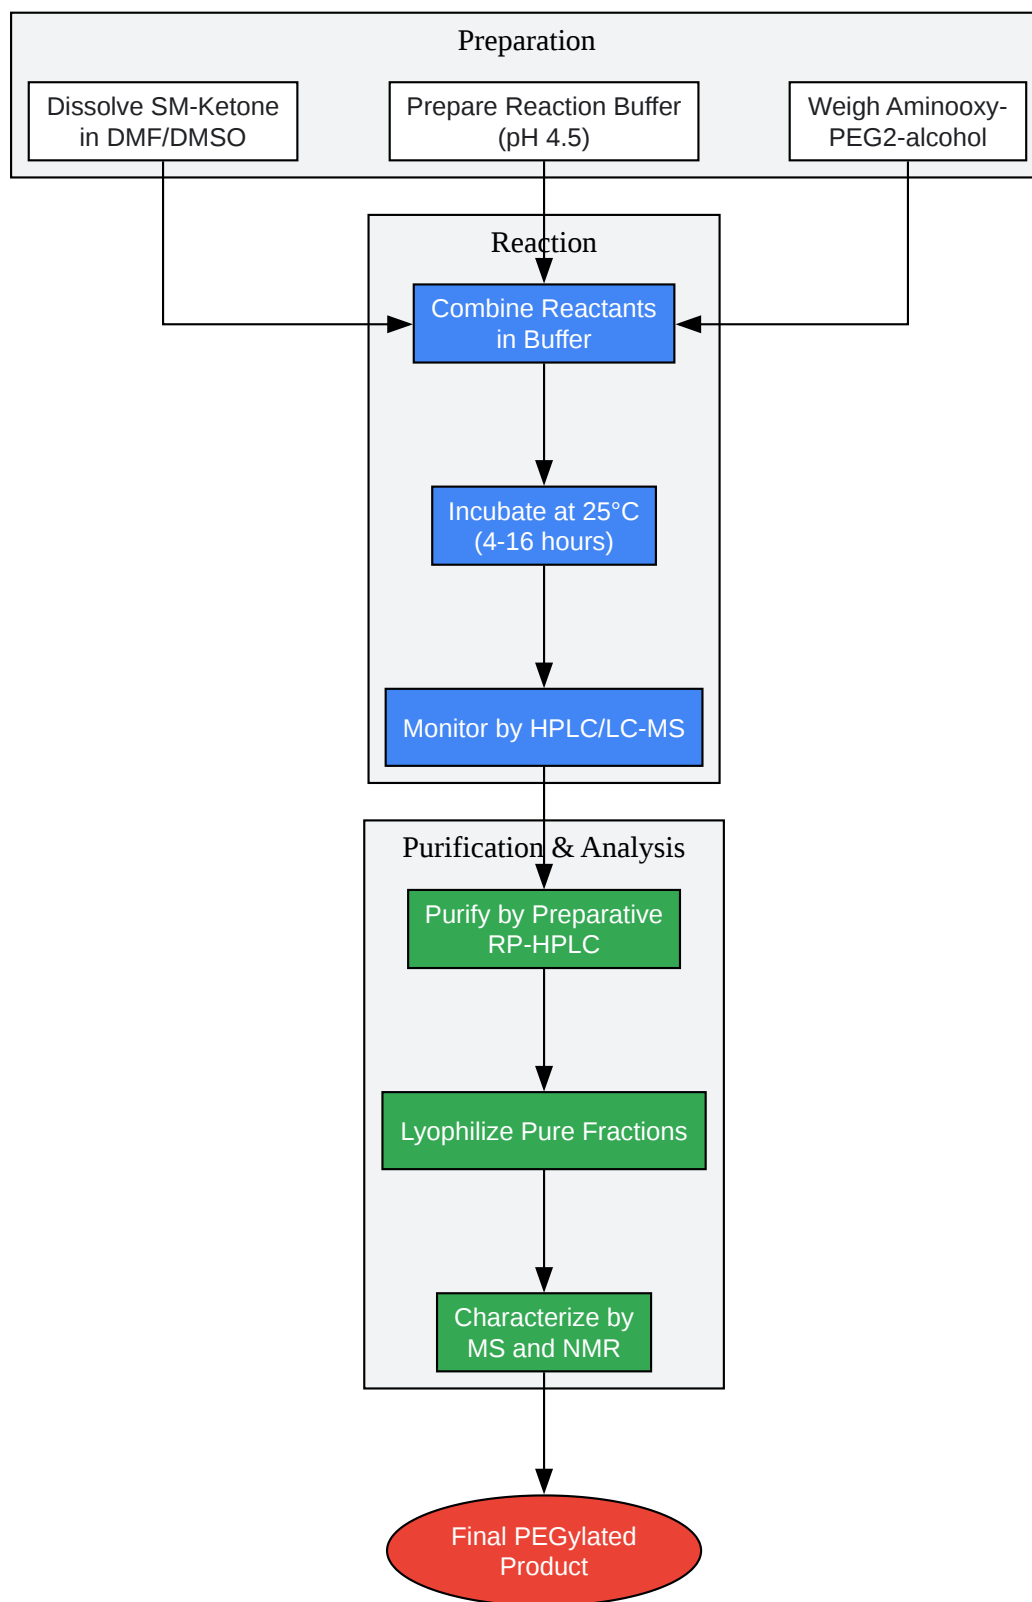 Preparation
Dissolve SM-Ketone
in DMF/DMSO
Prepare Reaction Buffer
(pH 4.5)
Weigh Aminooxy-
PEG2-alcohol
Reaction
Combine Reactants
in Buffer
Incubate at 25°C
(4-16 hours)
Monitor by HPLC/LC-MS
Purification & Analysis
Purify by Preparative
RP-HPLC
Lyophilize Pure Fractions
Characterize by
MS and NMR
Final PEGylated
Product